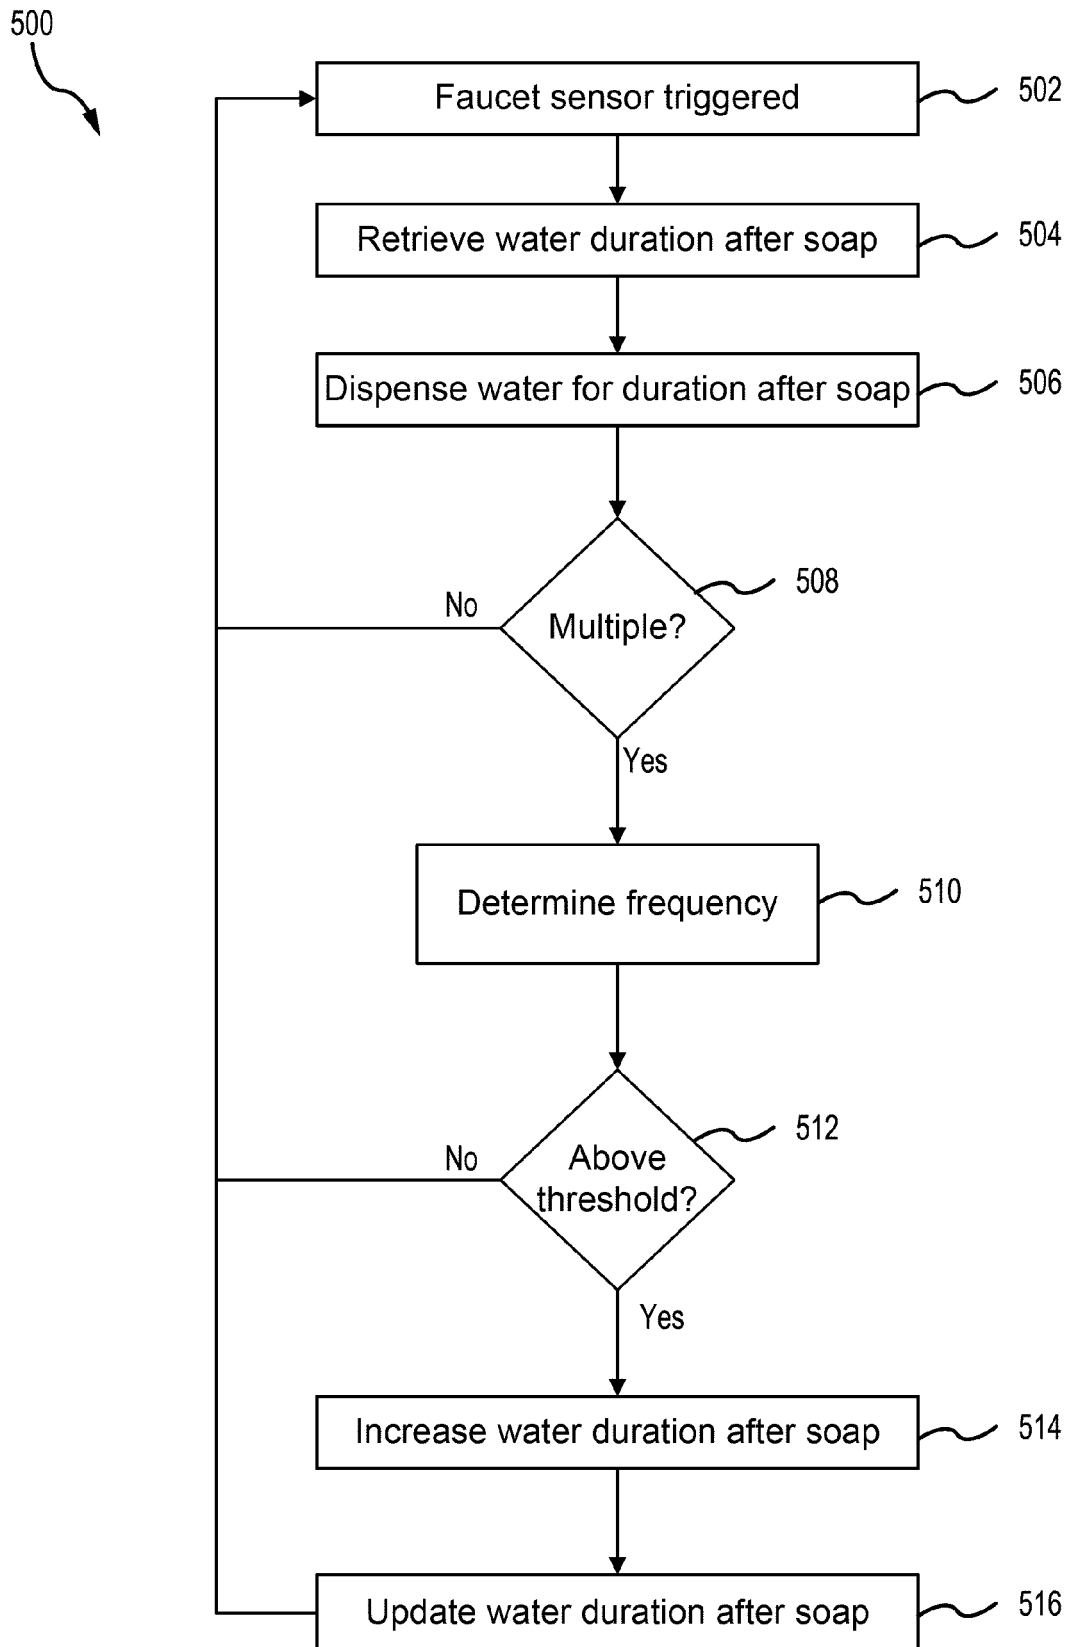 500
Faucet sensor triggered
502
Retrieve water duration after soap
504
Dispense water for duration after soap
506
Multiple?
508
No
Yes
Determine frequency
510
Above
threshold?
512
No
Yes
Increase water duration after soap
514
Update water duration after soap
516